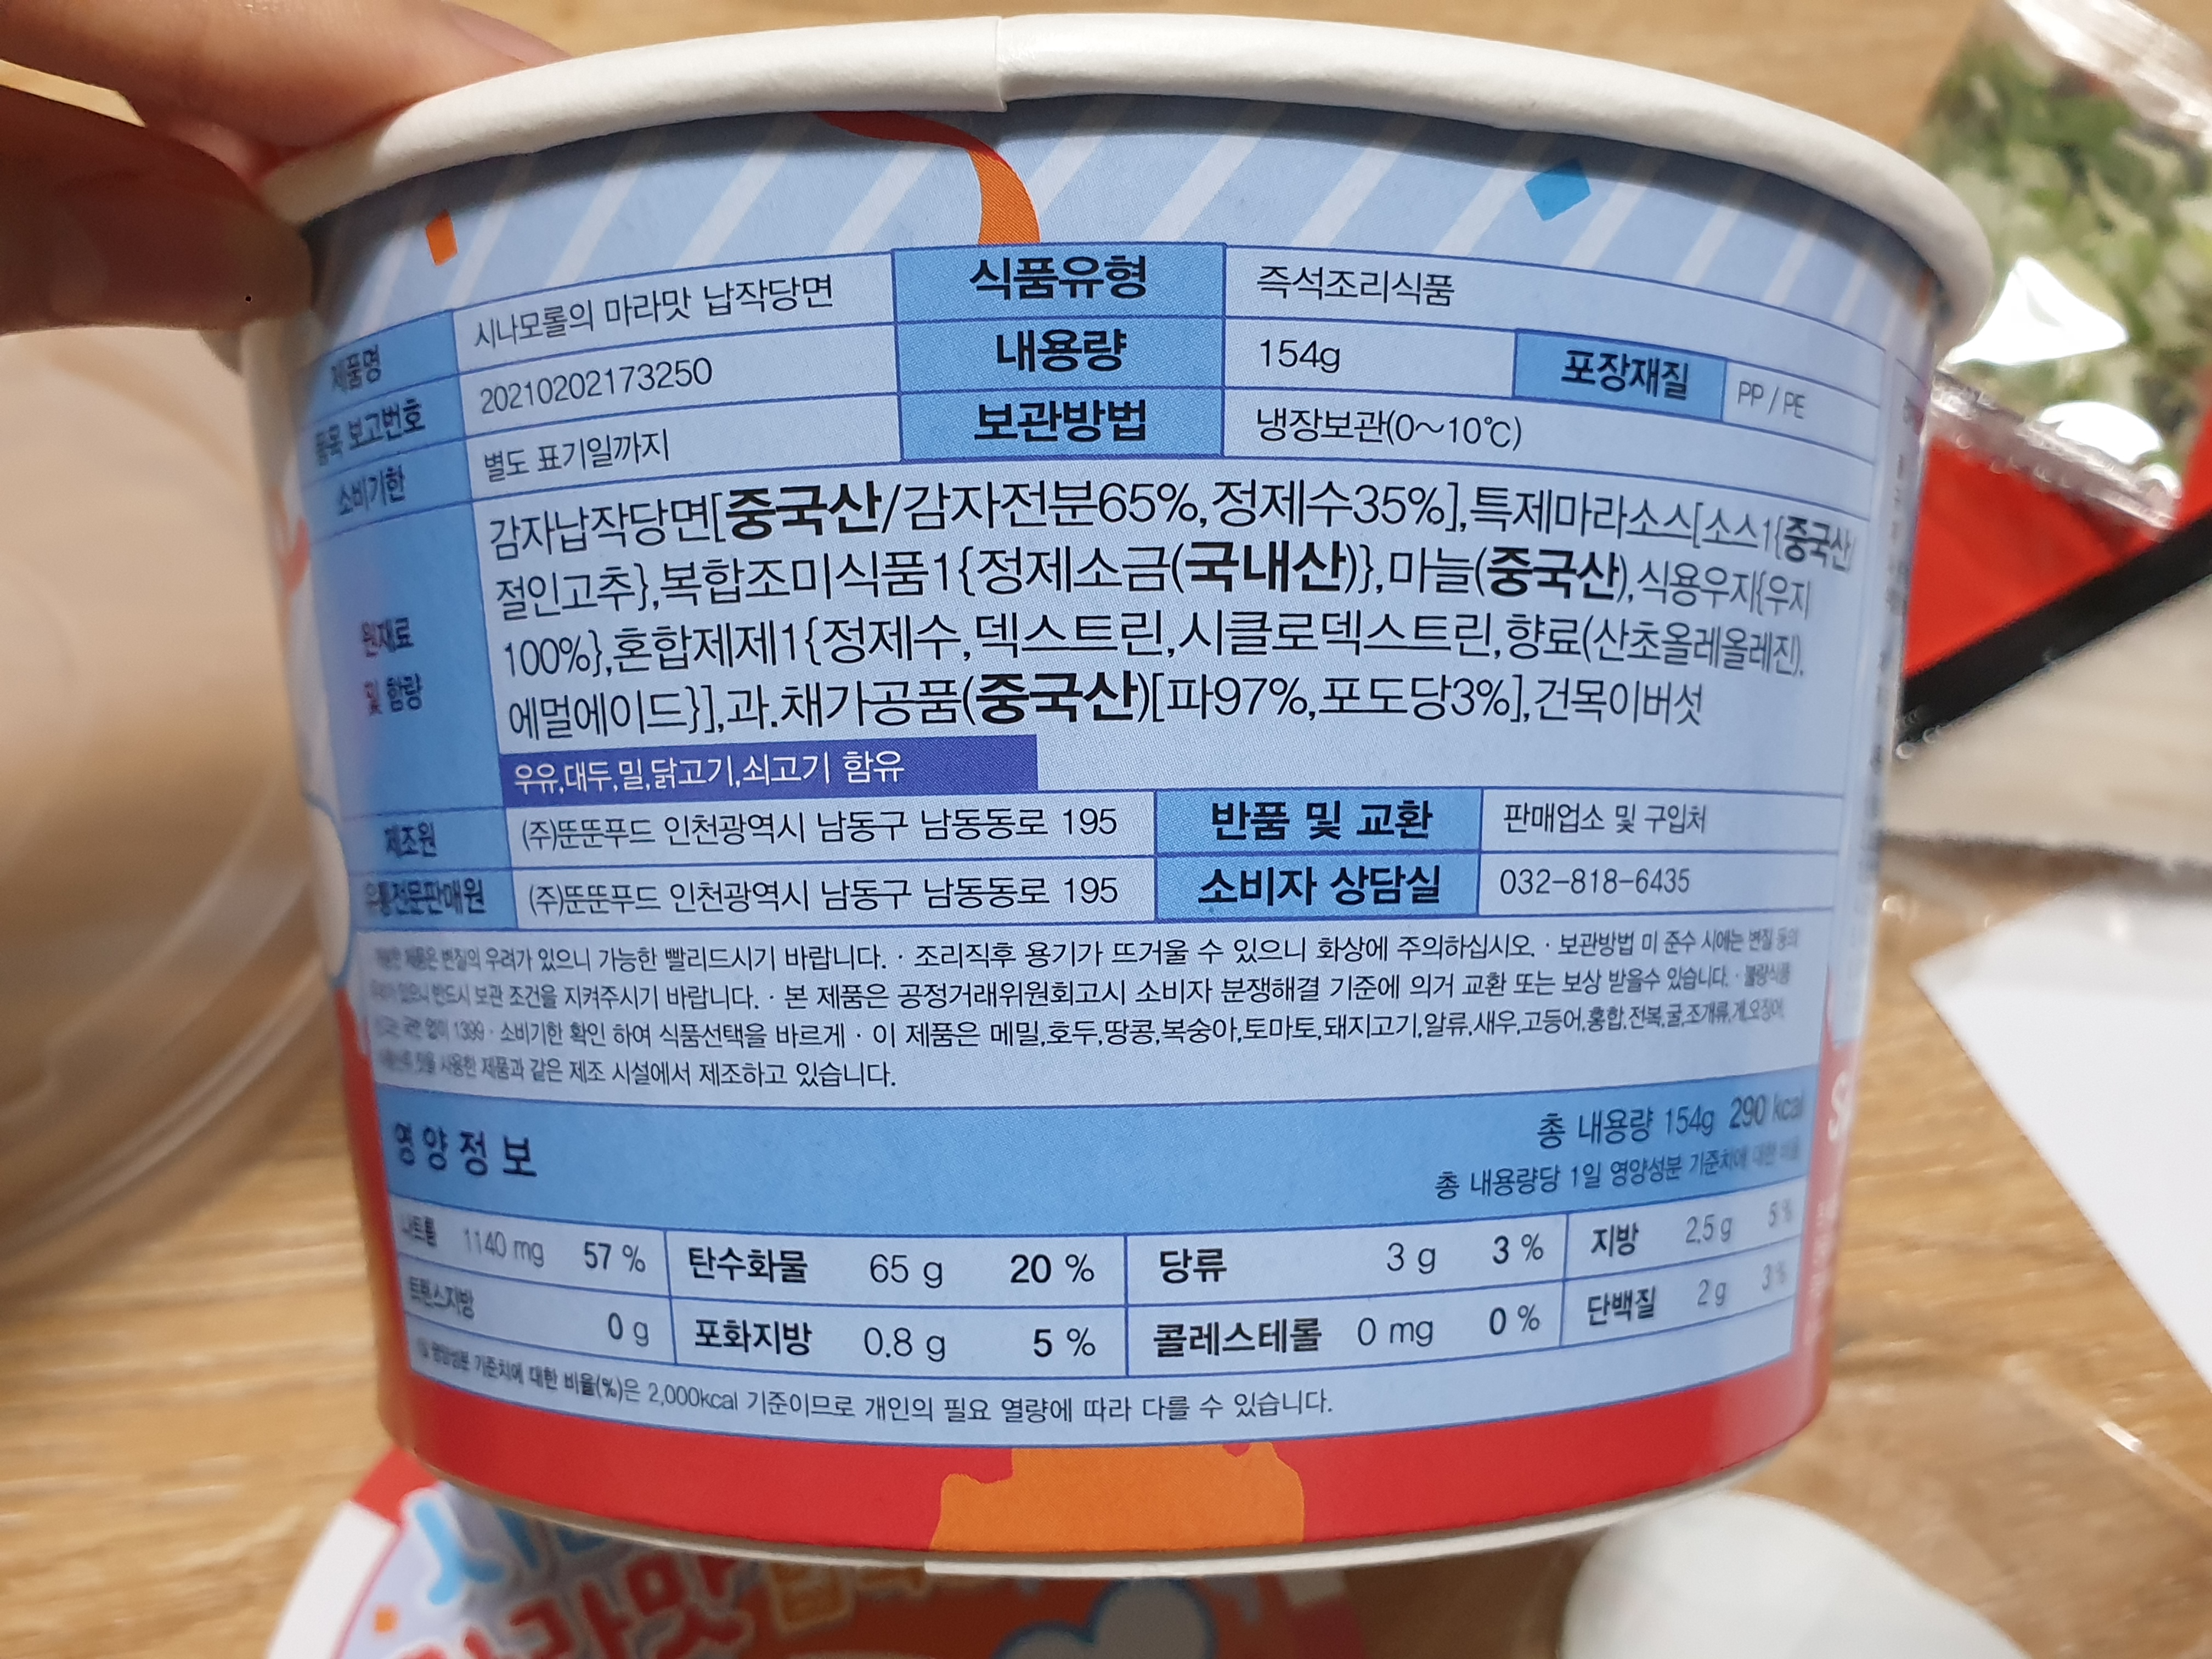 제품명 시나모롤의 마라맛 납작당면 식품유형 즉석조리식품
품목 보고번호 20210202173250 내용량 154g 포장재질 PP / PE
소비기한 별도 표기일까지 보관방법 냉장보관(0~10℃)
원재료 및 함량
감자납작당면[중국산/감자전분65%,정제수35%],특제마라소스[소스1{중국산/
절인고추},복합조미식품1{정제소금(국내산)},마늘(중국산),식용우지{우지
100%},혼합제제1{정제수,덱스트린,시클로덱스트린,향료(산초올레올레진),
에멀에이드}],과.채가공품(중국산)[파97%,포도당3%],건목이버섯
우유,대두,밀,닭고기,쇠고기 함유
제조원 (주)뚠뚠푸드 인천광역시 남동구 남동동로 195 반품 및 교환 판매업소 및 구입처
유통전문판매원 (주)뚠뚠푸드 인천광역시 남동구 남동동로 195 소비자 상담실 032-818-6435
제품은 변질의 우려가 있으니 가능한 빨리드시기 바랍니다. · 조리직후 용기가 뜨거울 수 있으니 화상에 주의하십시오. · 보관방법 미 준수 시에는 변질 등의
있으니 반드시 보관 조건을 지켜주시기 바랍니다. · 본 제품은 공정거래위원회고시 소비자 분쟁해결 기준에 의거 교환 또는 보상 받을수 있습니다. · 불량식품
국번 없이 1399 · 소비기한 확인 하여 식품선택을 바르게 · 이 제품은 메밀,호두,땅콩,복숭아,토마토,돼지고기,알류,새우,고등어,홍합,전복,굴,조개류,게,오징어,
잣을 사용한 제품과 같은 제조 시설에서 제조하고 있습니다.
영양정보 총 내용량 154g 290 kcal
총 내용량당 1일 영양성분 기준치에 대한 비율
나트륨 1140 mg 57 % 탄수화물 65 g 20 % 당류 3 g 3 % 지방 2.5 g 5 %
트랜스지방 0 g 포화지방 0.8 g 5 % 콜레스테롤 0 mg 0 % 단백질 2 g 3 %
1일 영양성분 기준치에 대한 비율(%)은 2,000kcal 기준이므로 개인의 필요 열량에 따라 다를 수 있습니다.
마라맛